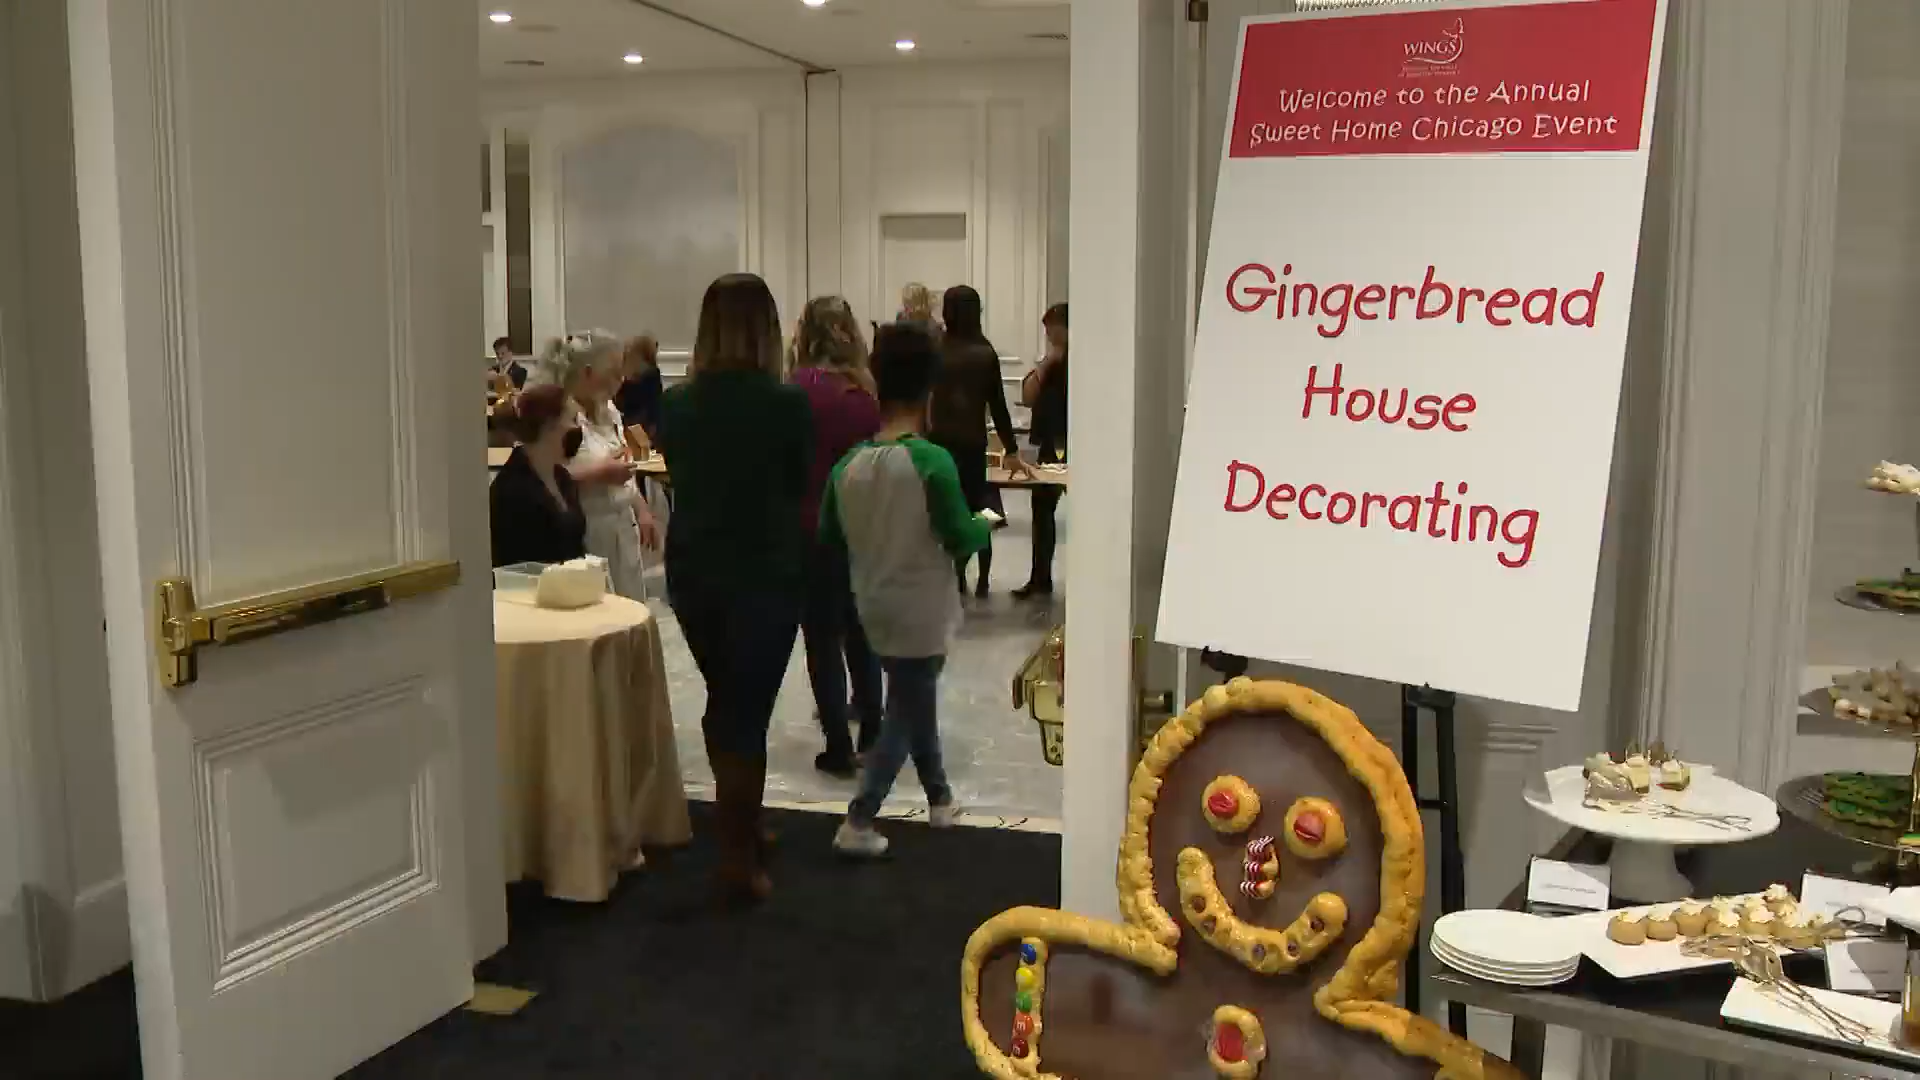 WINGS
Welcome to the Annual
Sweet Home Chicago Event
Gingerbread
House
Decorating